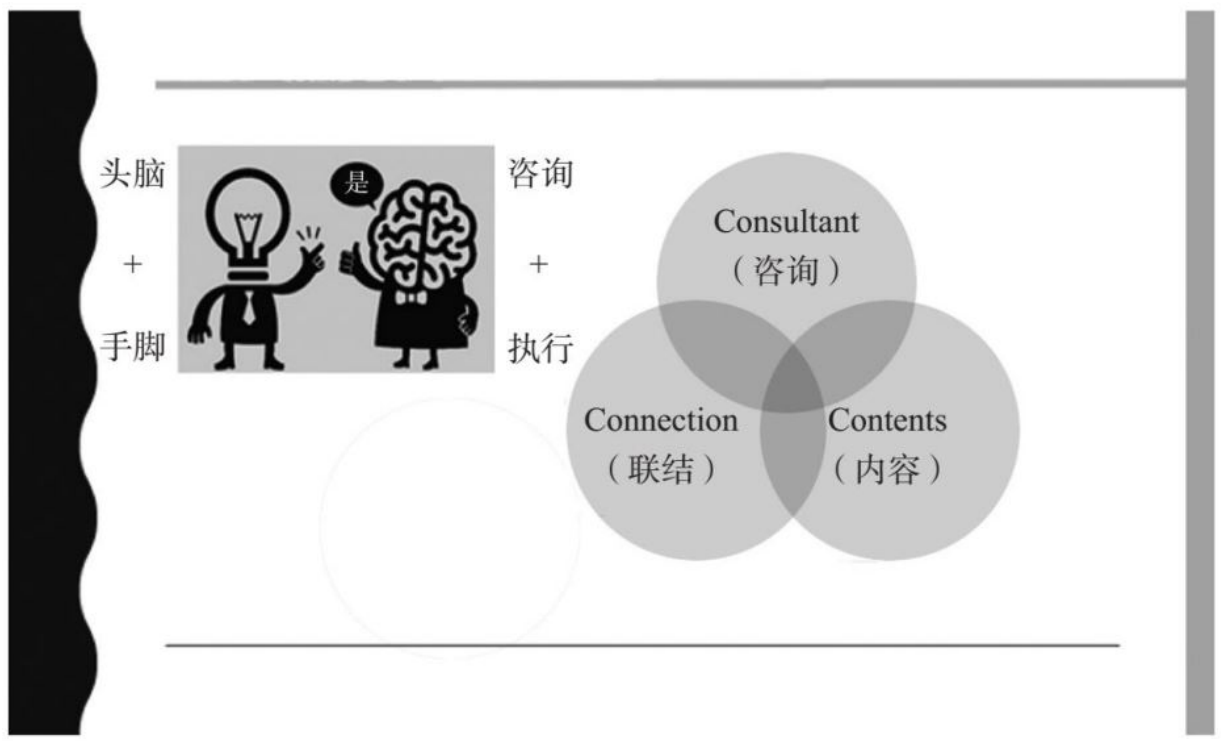 头脑
+
手脚
是
咨询
+
执行
Consultant
（咨询）
Connection
（联结）
Contents
（内容）